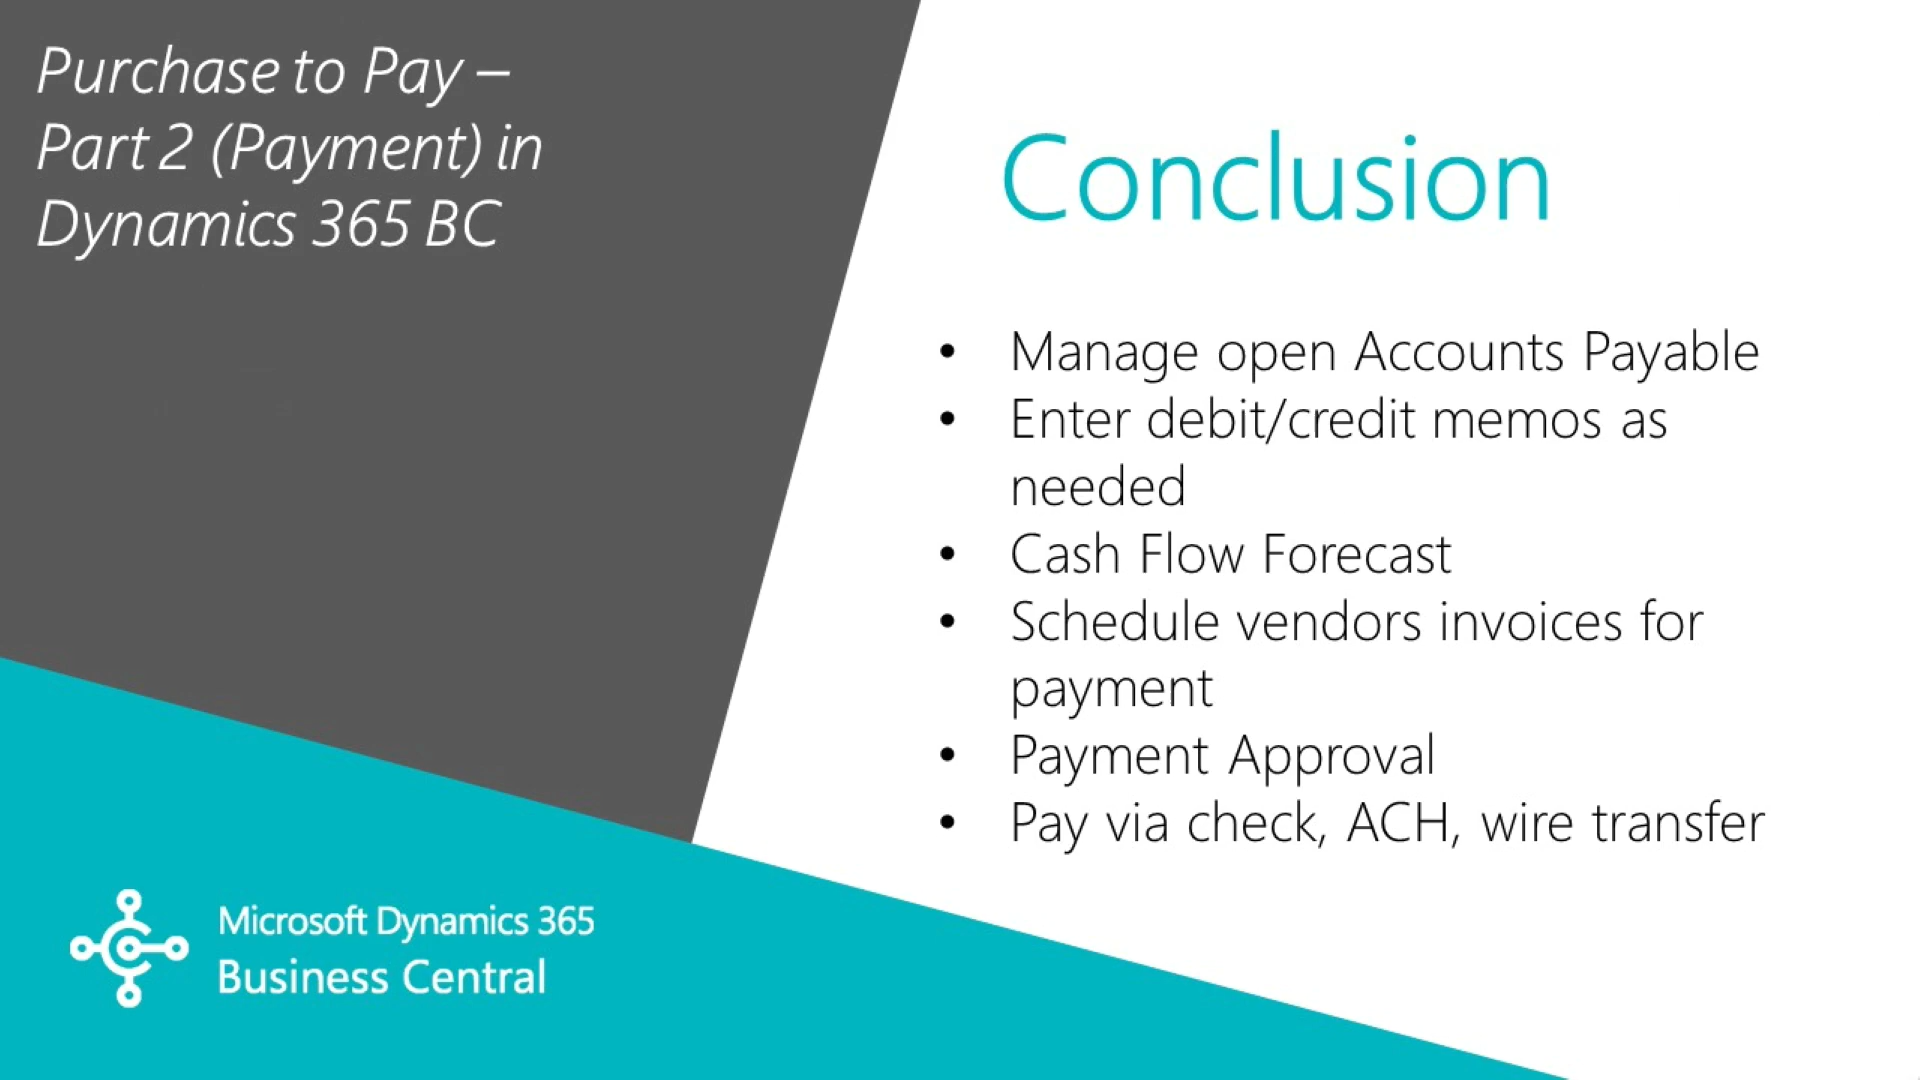 Purchase to Pay –
Part 2 (Payment) in
Dynamics 365 BC
Conclusion
• Manage open Accounts Payable
• Enter debit/credit memos as
needed
• Cash Flow Forecast
• Schedule vendors invoices for
payment
• Payment Approval
• Pay via check, ACH, wire transfer
Microsoft Dynamics 365
Business Central